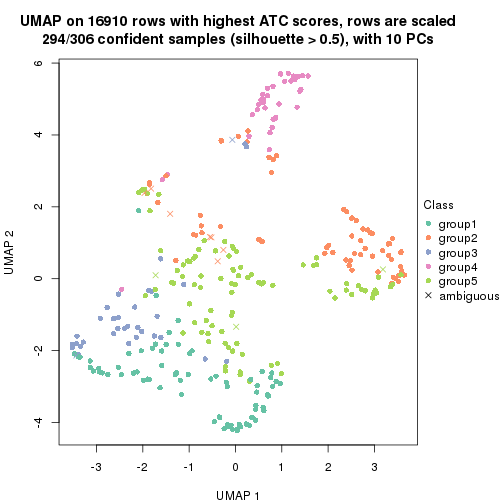 UMAP on 16910 rows with highest ATC scores, rows are scaled
294/306 confident samples (silhouette > 0.5), with 10 PCs
6
4
2
0
-2
-4
UMAP 2
-3
-2
-1
0
1
2
3
UMAP 1
Class
group1
group2
group3
group4
group5
ambiguous